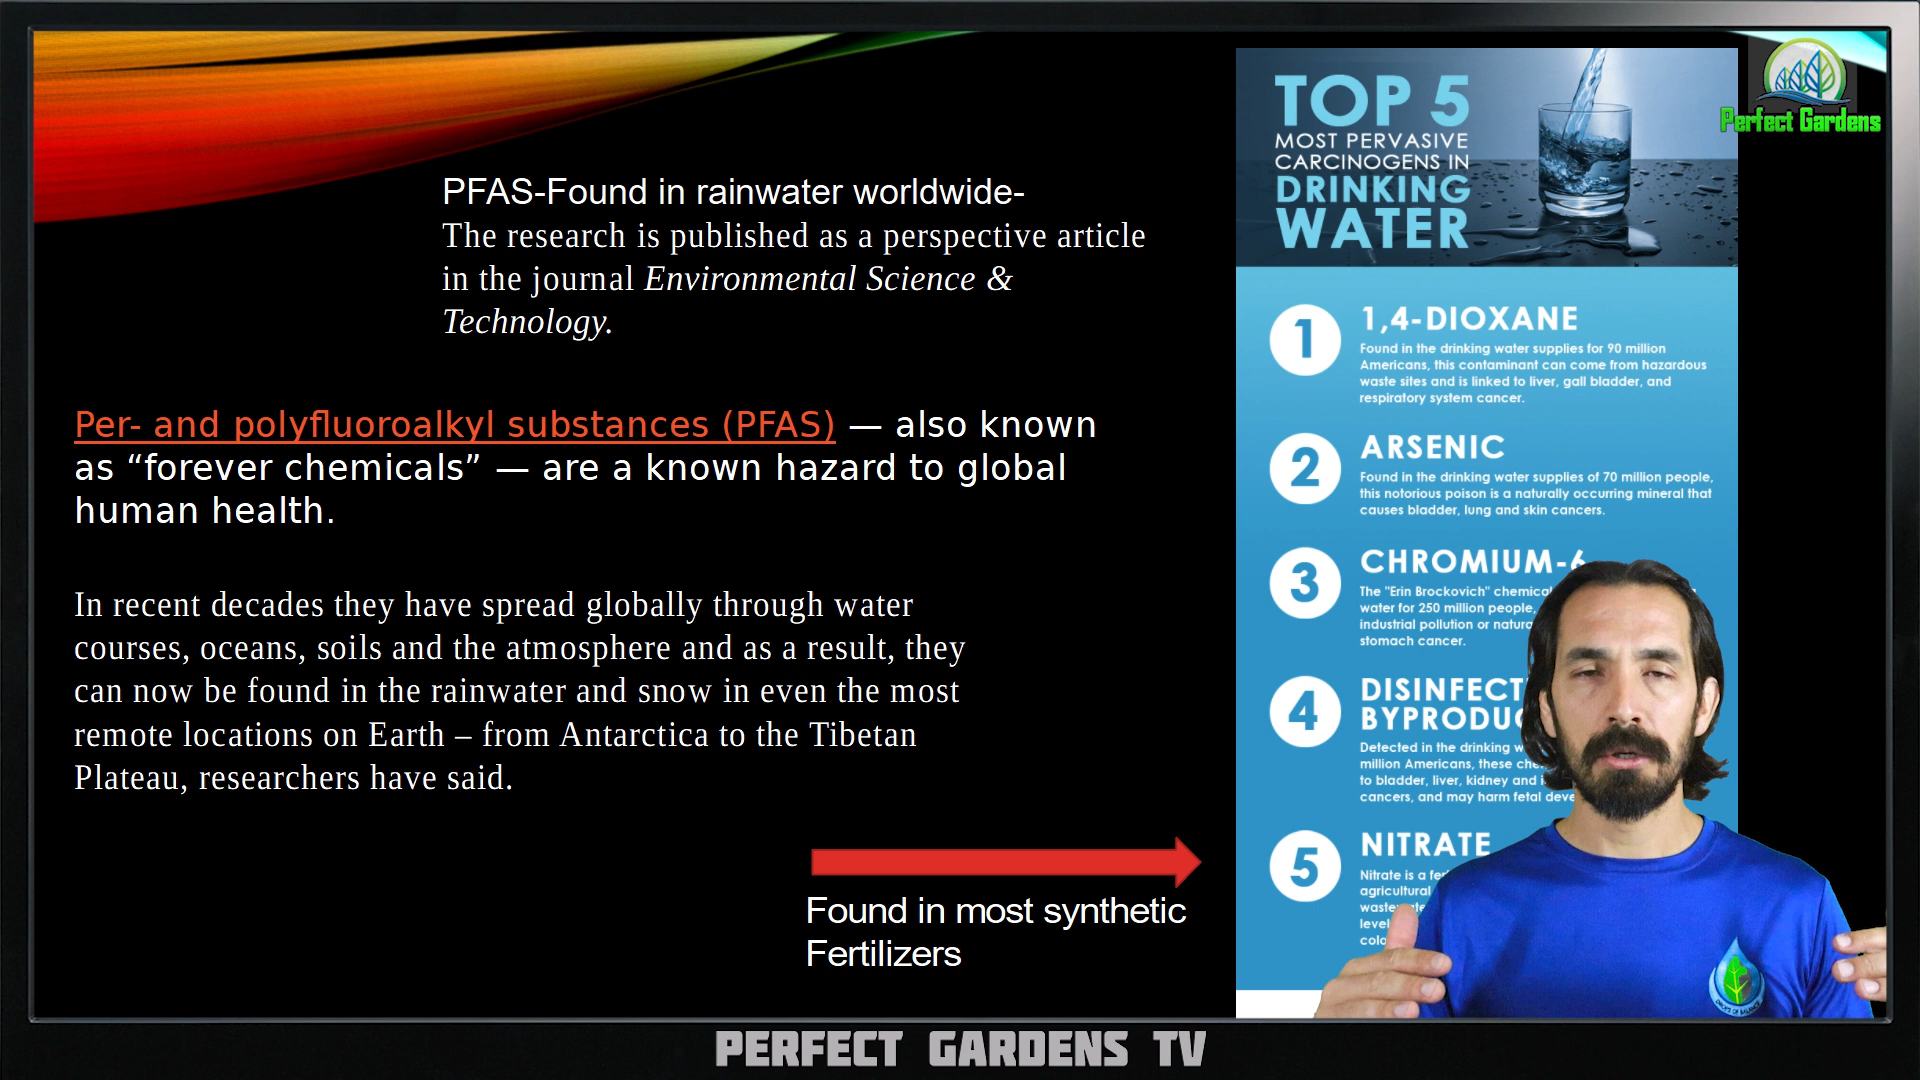 PFAS-Found in rainwater worldwide-
The research is published as a perspective article
in the journal Environmental Science &
Technology.
Per- and polyfluoroalkyl substances (PFAS) — also known
as “forever chemicals” — are a known hazard to global
human health.
In recent decades they have spread globally through water
courses, oceans, soils and the atmosphere and as a result, they
can now be found in the rainwater and snow in even the most
remote locations on Earth – from Antarctica to the Tibetan
Plateau, researchers have said.
Found in most synthetic
Fertilizers
TOP 5
MOST PERVASIVE
CARCINOGENS IN
DRINKING
WATER
1
1,4-DIOXANE
Found in the drinking water supplies for 90 million
Americans, this contaminant can come from hazardous
waste sites and is linked to liver, gall bladder, and
respiratory system cancer.
2
ARSENIC
Found in the drinking water supplies of 70 million people,
this notorious poison is a naturally occurring mineral that
causes bladder, lung and skin cancers.
3
CHROMIUM-6
The "Erin Brockovich" chemical
water for 250 million people,
industrial pollution or
stomach cancer.
4
Detected in the drinking
million Americans, these
to bladder, liver, kidney and
cancers, and may harm fetal
5
NITRATE
Nitrate is a
agricultural
Perfect Gardens
PERFECT GARDENS TV